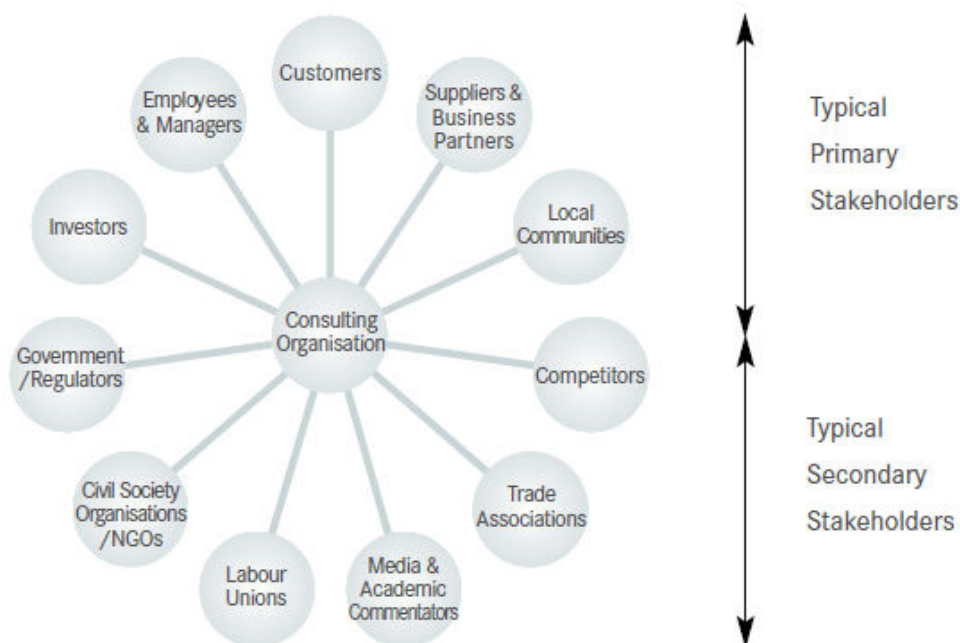 Customers
Employees
& Managers
Suppliers &
Business
Partners
Investors
Local
Communities
Consulting
Organisation
Government
/Regulators
Competitors
Civil Society
Organisations
/NGOs
Trade
Associations
Labour
Unions
Media &
Academic
Commentators
Typical
Primary
Stakeholders
Typical
Secondary
Stakeholders